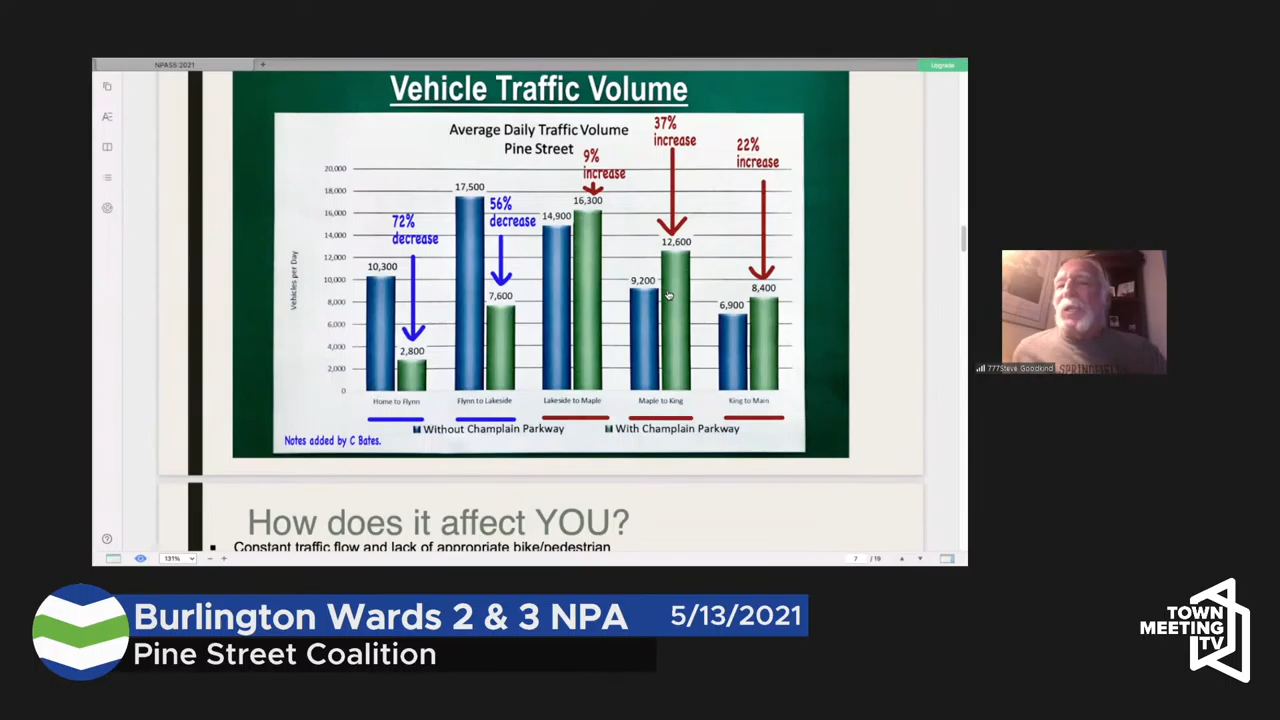 NPAS5 2021
+
Upgrade
Vehicle Traffic Volume
Average Daily Traffic Volume
Pine Street
37%
increase
22%
increase
9%
increase
72%
decrease
56%
decrease
Vehicles per Day
20,000
18,000
16,000
14,000
12,000
10,000
8,000
6,000
4,000
2,000
0
10,300
2,800
17,500
7,600
14,900
16,300
9,200
12,600
6,900
8,400
Home to Flynn
Flynn to Lakeside
Lakeside to Maple
Maple to King
King to Main
Without Champlain Parkway
With Champlain Parkway
Notes added by C Bates.
How does it affect YOU?
Constant traffic flow and lack of appropriate bike/pedestrian
131%
7 / 19
777Steve Goodkind
SPRING
Burlington Wards 2 & 3 NPA 5/13/2021
Pine Street Coalition
TOWN
MEETING
TV